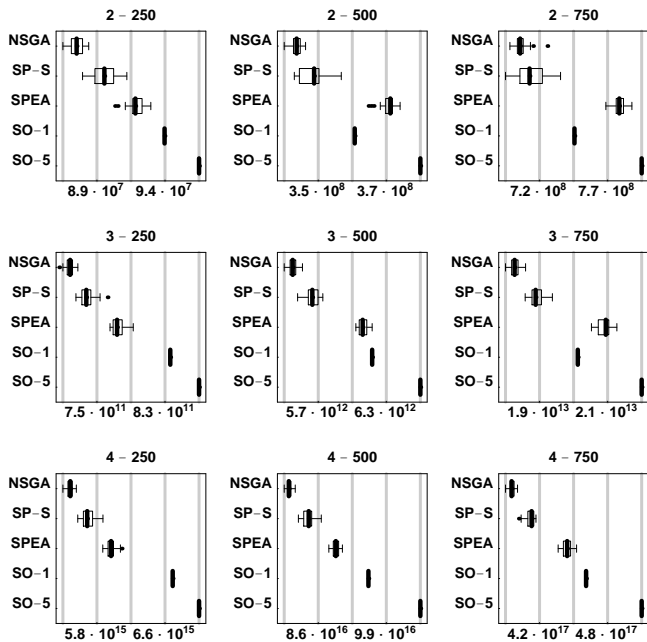 2 – 250
NSGA
SP–S
SPEA
SO–1
SO–5
8.9 · 10⁷ 9.4 · 10⁷
2 – 500
NSGA
SP–S
SPEA
SO–1
SO–5
3.5 · 10⁸ 3.7 · 10⁸
2 – 750
NSGA
SP–S
SPEA
SO–1
SO–5
7.2 · 10⁸ 7.7 · 10⁸
3 – 250
NSGA
SP–S
SPEA
SO–1
SO–5
7.5 · 10¹¹ 8.3 · 10¹¹
3 – 500
NSGA
SP–S
SPEA
SO–1
SO–5
5.7 · 10¹² 6.3 · 10¹²
3 – 750
NSGA
SP–S
SPEA
SO–1
SO–5
1.9 · 10¹³ 2.1 · 10¹³
4 – 250
NSGA
SP–S
SPEA
SO–1
SO–5
5.8 · 10¹⁵ 6.6 · 10¹⁵
4 – 500
NSGA
SP–S
SPEA
SO–1
SO–5
8.6 · 10¹⁶ 9.9 · 10¹⁶
4 – 750
NSGA
SP–S
SPEA
SO–1
SO–5
4.2 · 10¹⁷ 4.8 · 10¹⁷